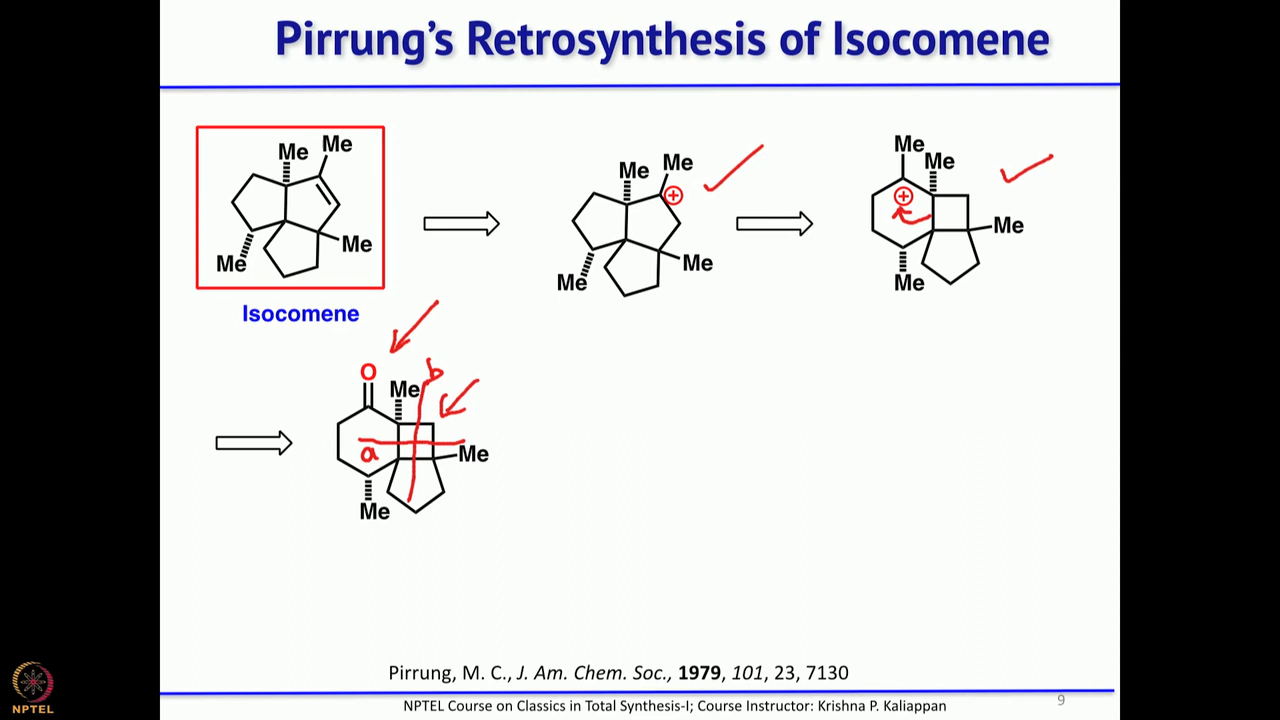 Pirrung's Retrosynthesis of Isocomene
Me
Me
Me
Me
Isocomene
Me
Me
⊕
Me
Me
Me
Me
⊕
Me
Me
O
Me
b
a
Me
Me
Pirrung, M. C., J. Am. Chem. Soc., 1979, 101, 23, 7130
NPTEL
NPTEL Course on Classics in Total Synthesis-I; Course Instructor: Krishna P. Kaliappan
9